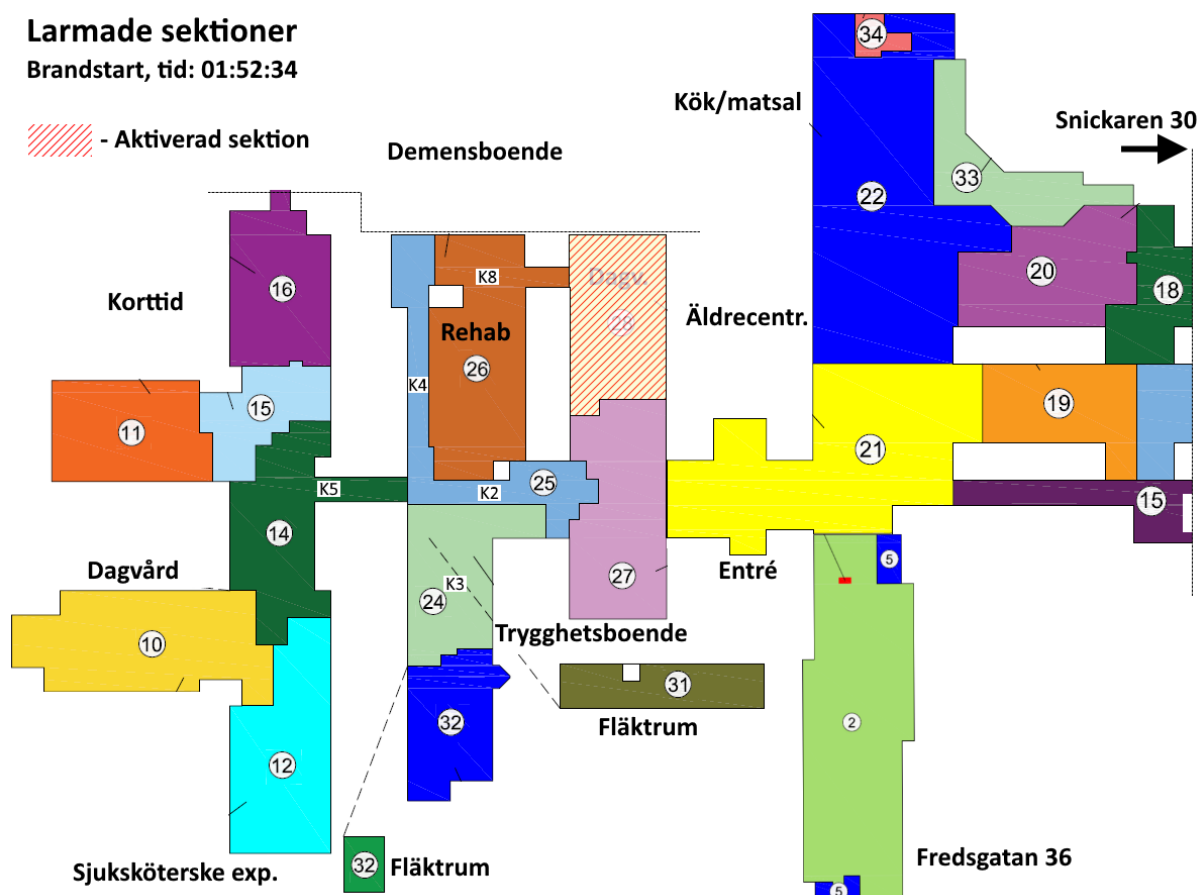 Larmade sektioner
Brandstart, tid: 01:52:34
- Aktiverad sektion
34
Kök/matsal
Snickaren 30
Demensboende
33
22
16
K8
Dagv.
20
18
Korttid
28
Äldrecentr.
Rehab
26
K4
15
19
11
21
K2
25
K5
15
14
Dagvård
Entré
5
K3
27
24
Trygghetsboende
10
31
32
Fläktrum
2
12
Sjuksköterske exp.
32
Fläktrum
Fredsgatan 36
5